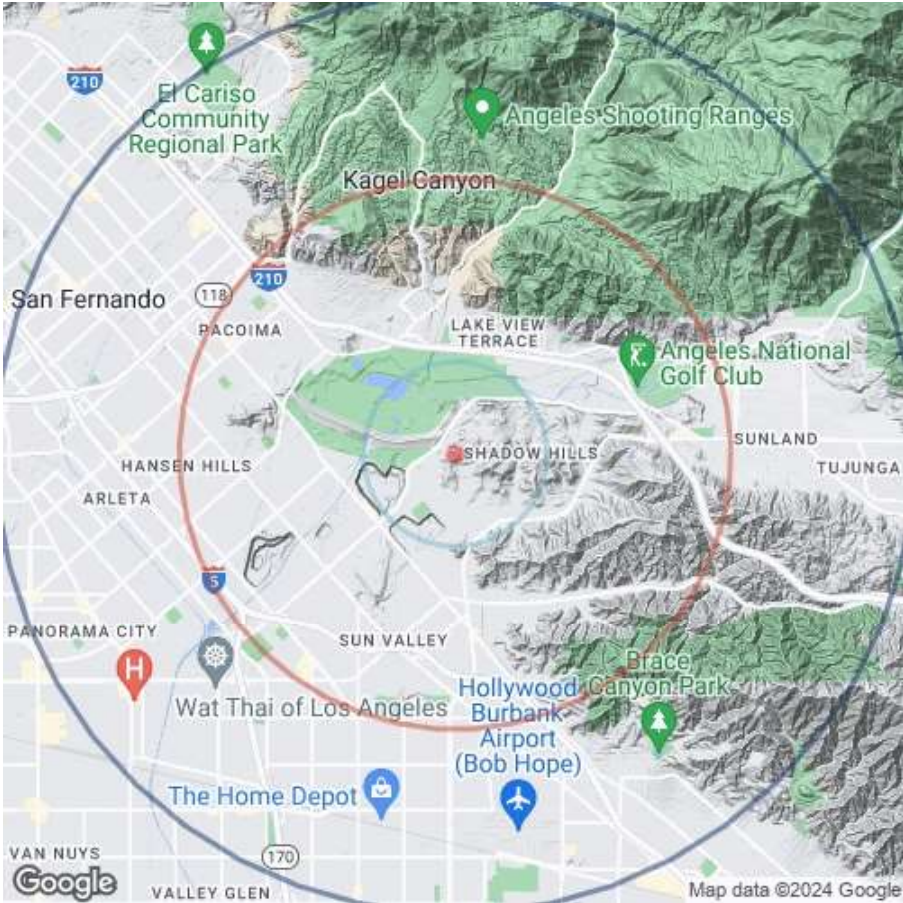 210
El Cariso
Community
Regional Park
Angeles Shooting Ranges
Kagel Canyon
210
San Fernando
118
PACOIMA
LAKE VIEW
TERRACE
Angeles National
Golf Club
SUNLAND
SHADOW HILLS
HANSEN HILLS
TUJUNGA
ARLETA
5
PANORAMA CITY
SUN VALLEY
H
Wat Thai of Los Angeles
Brace
Canyon Park
Hollywood
Burbank
Airport
(Bob Hope)
The Home Depot
VAN NUYS
170
Google
VALLEY GLEN
Map data ©2024 Google